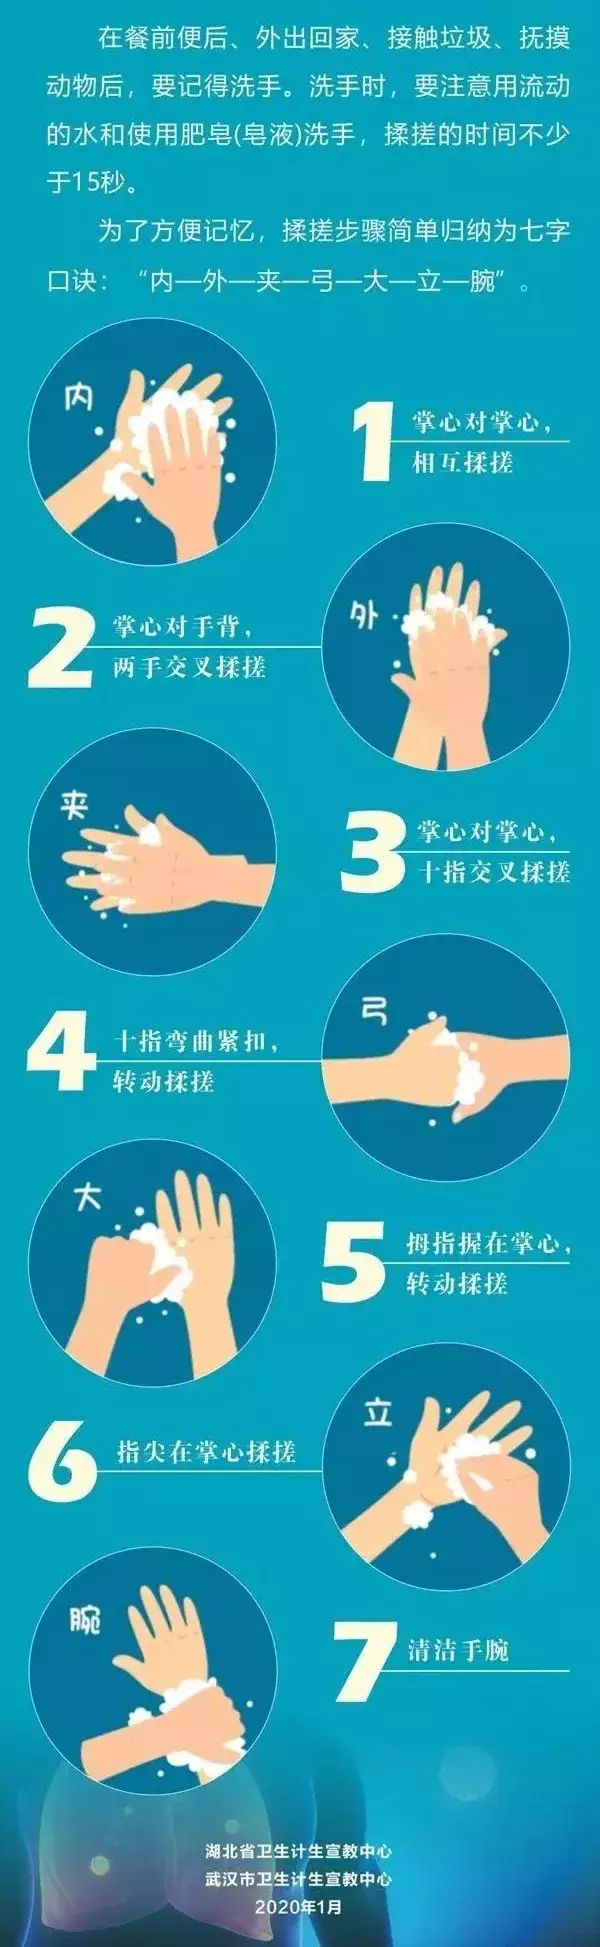 在餐前便后、外出回家、接触垃圾、抚摸
动物后，要记得洗手。洗手时，要注意用流动
的水和使用肥皂(皂液)洗手，揉搓的时间不少
于15秒。
为了方便记忆，揉搓步骤简单归纳为七字
口诀：“内—外—夹—弓—大—立—腕”。
内
1
掌心对掌心，
相互揉搓
外
2
掌心对手背，
两手交叉揉搓
夹
3
掌心对掌心，
十指交叉揉搓
弓
4
十指弯曲紧扣，
转动揉搓
大
5
拇指握在掌心，
转动揉搓
立
6
指尖在掌心揉搓
腕
7
清洁手腕
湖北省卫生计生宣教中心
武汉市卫生计生宣教中心
2020年1月